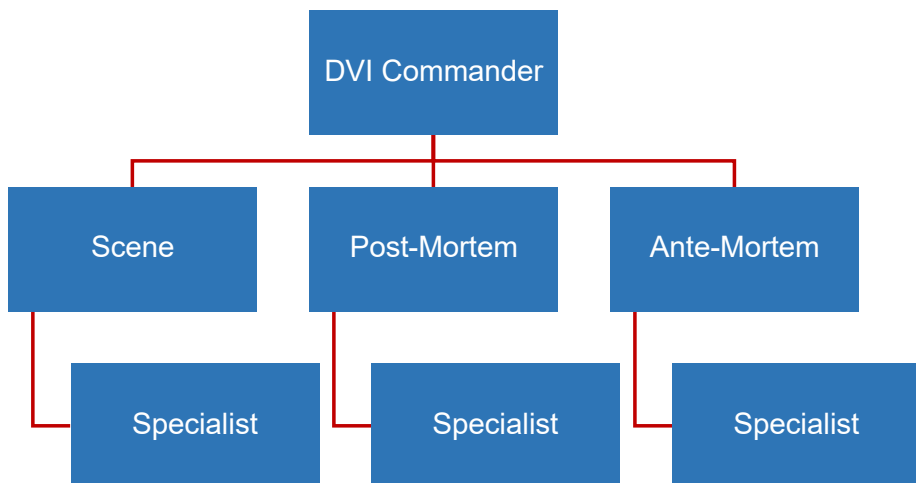 DVI Commander
Scene
Post-Mortem
Ante-Mortem
Specialist
Specialist
Specialist